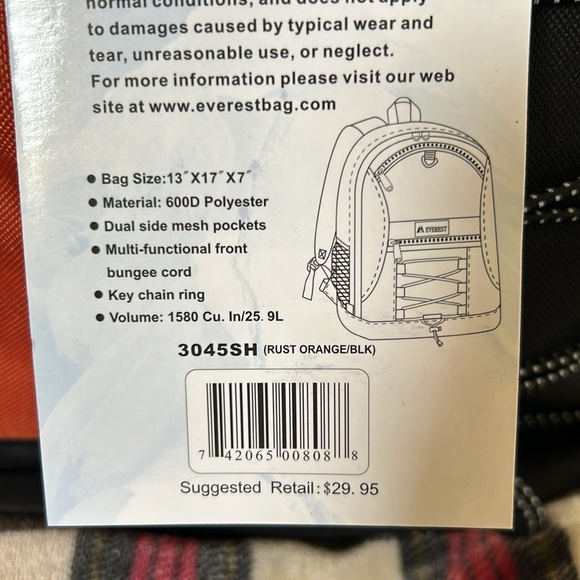 normal conditions, and does not apply
to damages caused by typical wear and
tear, unreasonable use, or neglect.
For more information please visit our web
site at www.everestbag.com
● Bag Size:13″X17″X7″
● Material: 600D Polyester
● Dual side mesh pockets
● Multi-functional front
bungee cord
● Key chain ring
● Volume: 1580 Cu. In/25. 9L
EVEREST
3045SH (RUST ORANGE/BLK)
7 42065 00808 8
Suggested Retail:$29. 95